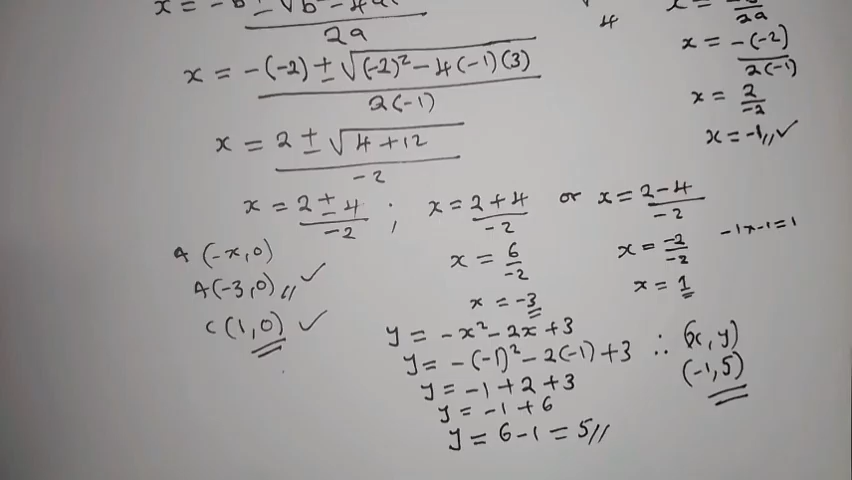 x = -b ± √b² - 4ac
2a
x = -(-2) ± √(-2)² - 4(-1)(3)
2(-1)
x = 2 ± √4+12
-2
x = 2 ± 4 ; x = 2+4 or x = 2-4
-2 -2 -2
A (-x,0) x = 6 x = -2 -1x-1=1
-2 -2
A(-3,0)// ✓ x = -3 x = 1
C(1,0) ✓
y = -x² - 2x + 3
y = -(-1)² - 2(-1) + 3 ∴ (x, y)
y = -1 + 2 + 3 (-1, 5)
y = -1 + 6
y = 6 - 1 = 5//
4
2a
x = -(-2)
2(-1)
x = 2
-2
x = -1// ✓